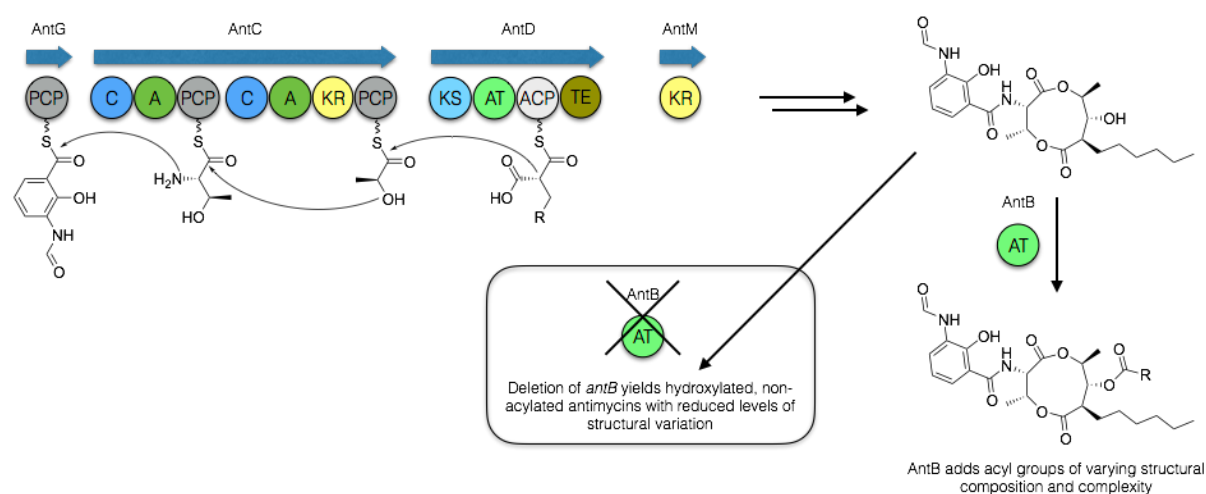 AntG AntC AntD AntM
PCP C A PCP C A KR PCP KS AT ACP TE KR
S S S S
O O O O
OH H2N HO OH HO O R
NH
O
O
NH
OH
H
N
O
O
O
O
O
OH
AntB
AT
AntB
AT
Deletion of antB yields hydroxylated, non-
acylated antimycins with reduced levels of
structural variation
O
NH
OH
H
N
O
O
O
O
O
O
O
R
AntB adds acyl groups of varying structural
composition and complexity